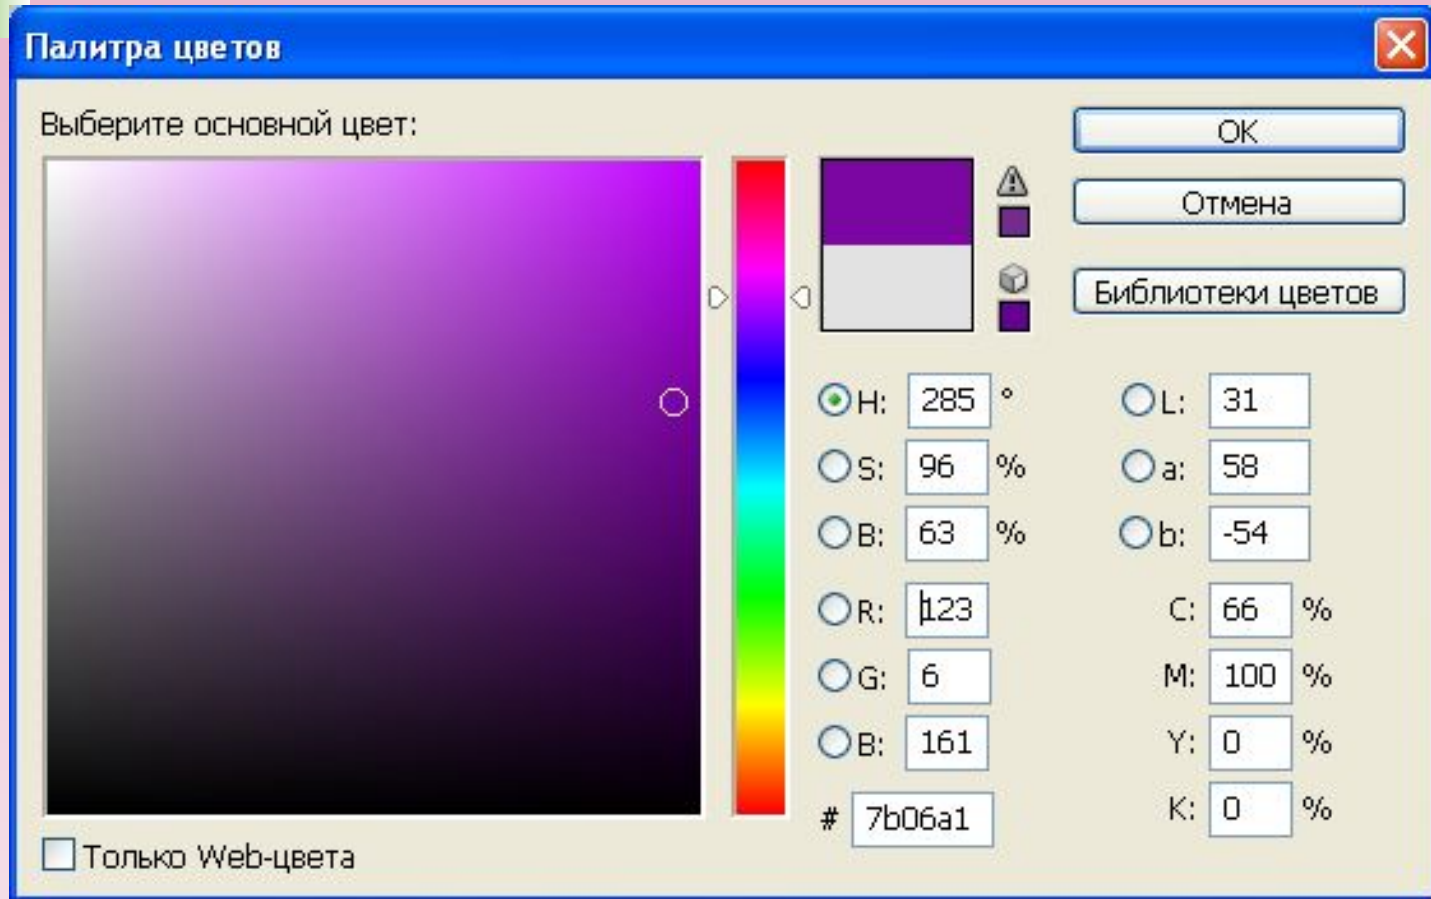 Палитра цветов
Выберите основной цвет:
OK
Отмена
Библиотеки цветов
H: 285 °
L: 31
S: 96 %
a: 58
B: 63 %
b: -54
R: 123
C: 66 %
G: 6
M: 100 %
B: 161
Y: 0 %
# 7b06a1
K: 0 %
Только Web-цвета